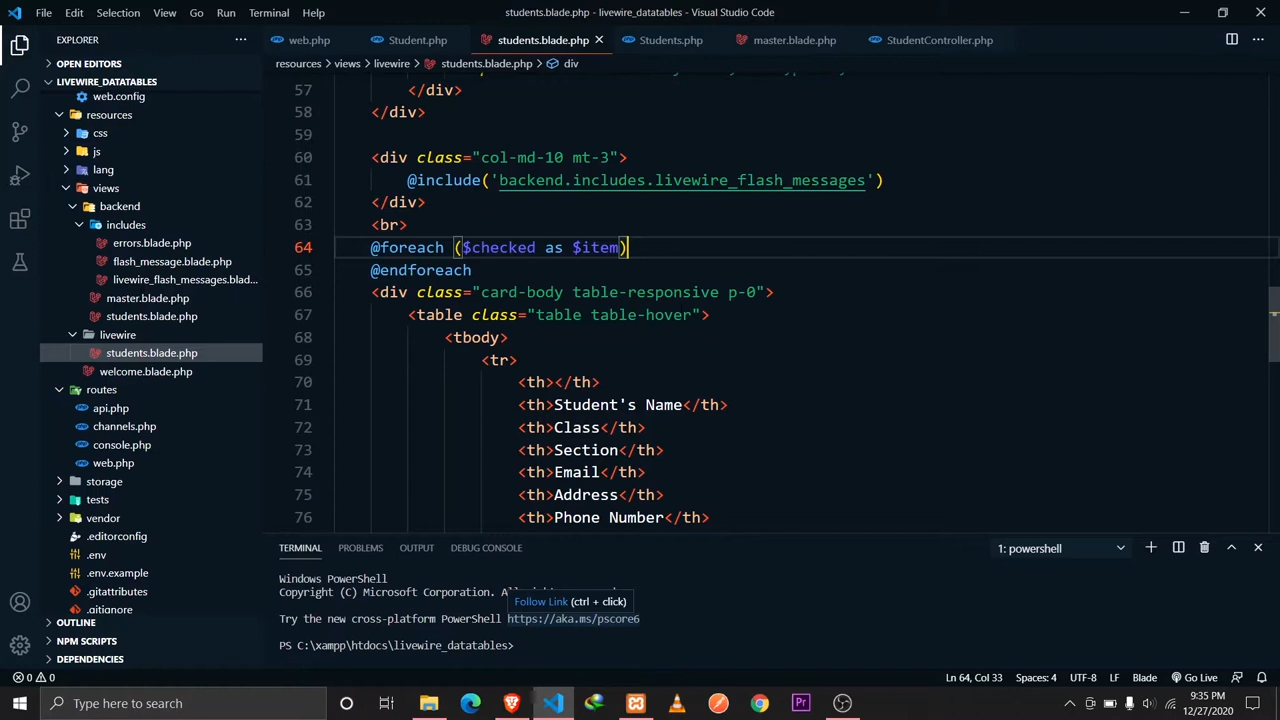 File Edit Selection View Go Run Terminal Help students.blade.php - livewire_datatables - Visual Studio Code
EXPLORER ...
web.php Student.php students.blade.php Students.php master.blade.php StudentController.php
resources > views > livewire > students.blade.php > div
OPEN EDITORS
LIVEWIRE_DATATABLES
web.config
resources
css
js
lang
views
backend
includes
errors.blade.php
flash_message.blade.php
livewire_flash_messages.blad...
master.blade.php
students.blade.php
livewire
students.blade.php
welcome.blade.php
routes
api.php
channels.php
console.php
web.php
storage
tests
vendor
.editorconfig
.env
.env.example
.gitattributes
.gitignore
OUTLINE
NPM SCRIPTS
DEPENDENCIES
57 </div>
58 </div>
59
60 <div class="col-md-10 mt-3">
61 @include('backend.includes.livewire_flash_messages')
62 </div>
63 <br>
64 @foreach ($checked as $item)
65 @endforeach
66 <div class="card-body table-responsive p-0">
67 <table class="table table-hover">
68 <tbody>
69 <tr>
70 <th></th>
71 <th>Student's Name</th>
72 <th>Class</th>
73 <th>Section</th>
74 <th>Email</th>
75 <th>Address</th>
76 <th>Phone Number</th>
TERMINAL PROBLEMS OUTPUT DEBUG CONSOLE 1: powershell
Windows PowerShell
Copyright (C) Microsoft Corporation.
Follow Link (ctrl + click)
Try the new cross-platform PowerShell https://aka.ms/pscore6
PS C:\xampp\htdocs\livewire_datatables>
0 0 Ln 64, Col 33 Spaces: 4 UTF-8 LF Blade Go Live
Type here to search
9:35 PM
12/27/2020